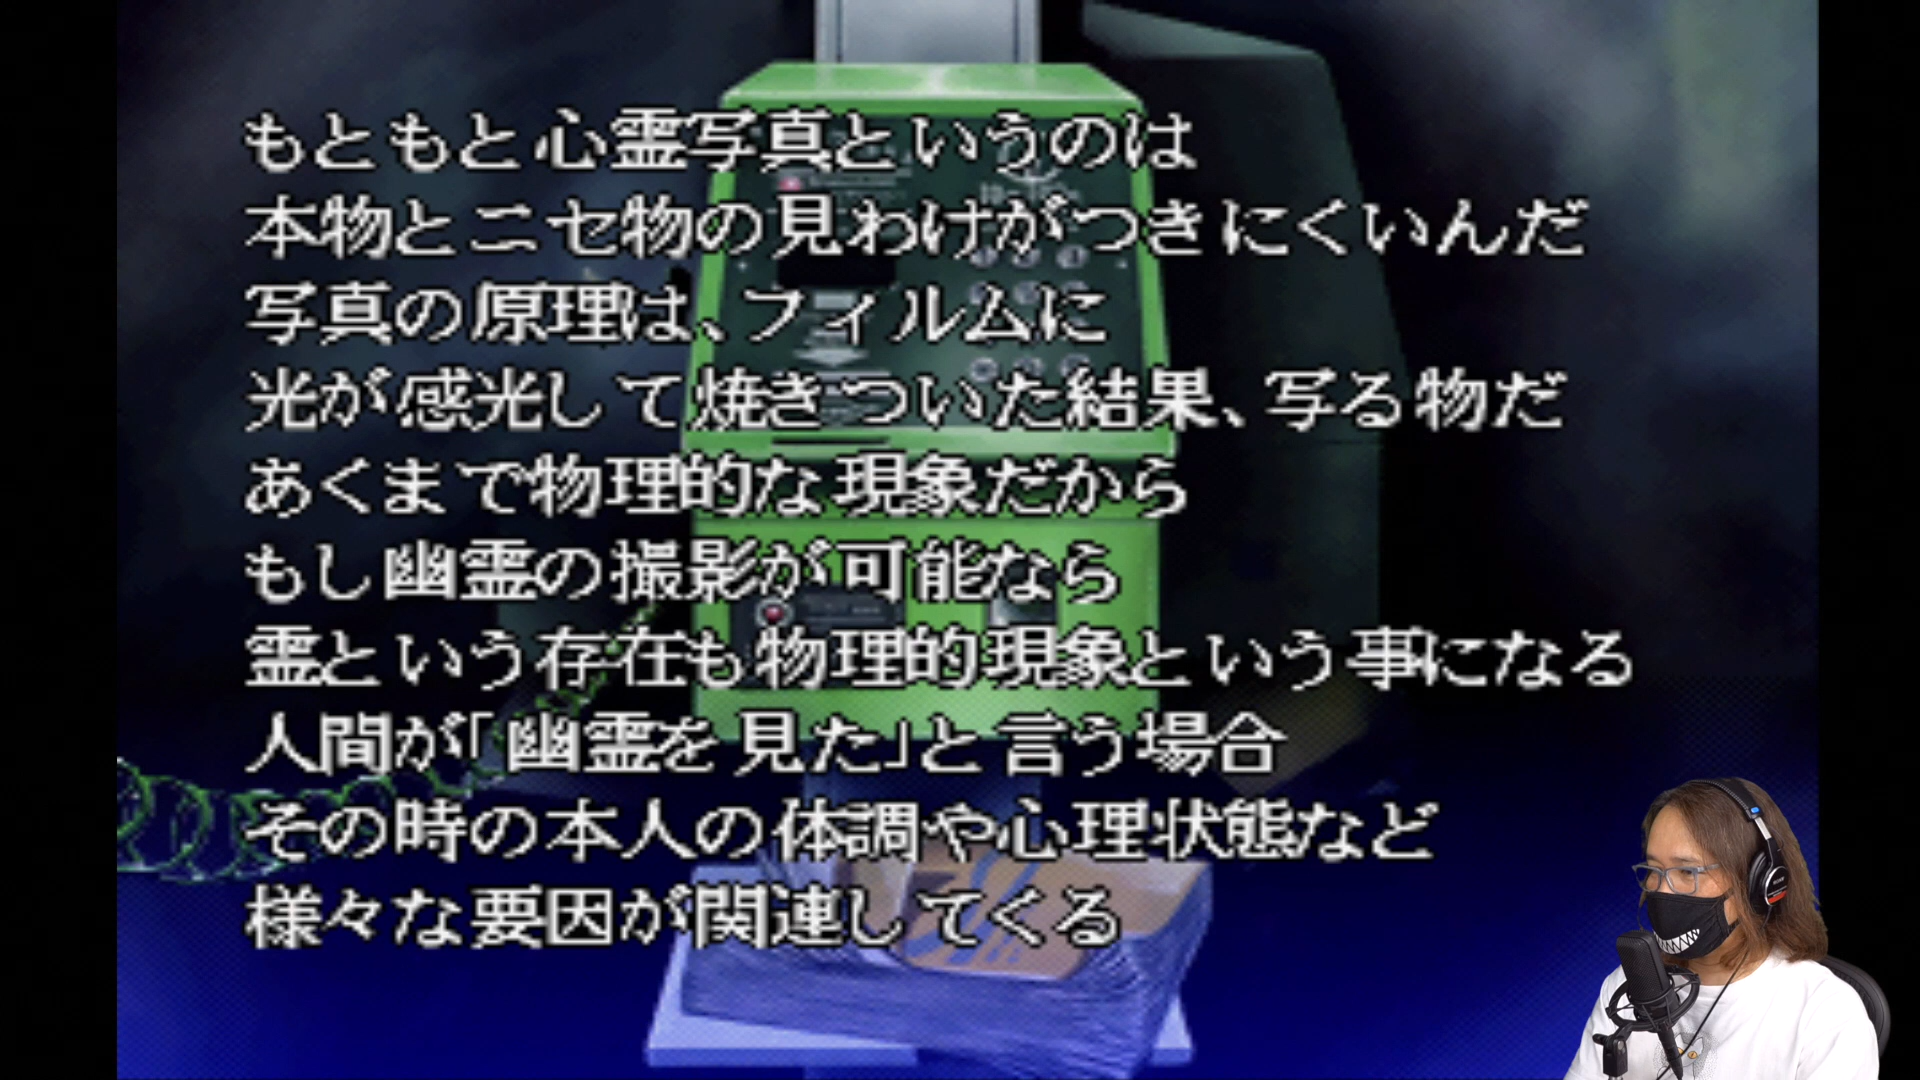 もともと心霊写真というのは
本物とニセ物の見わけがつきにくいんだ
写真の原理は、フィルムに
光が感光して焼きついた結果、写る物だ
あくまで物理的な現象だから
もし幽霊の撮影が可能なら
霊という存在も物理的現象という事になる
人間が「幽霊を見た」と言う場合
その時の本人の体調や心理状態など
様々な要因が関連してくる